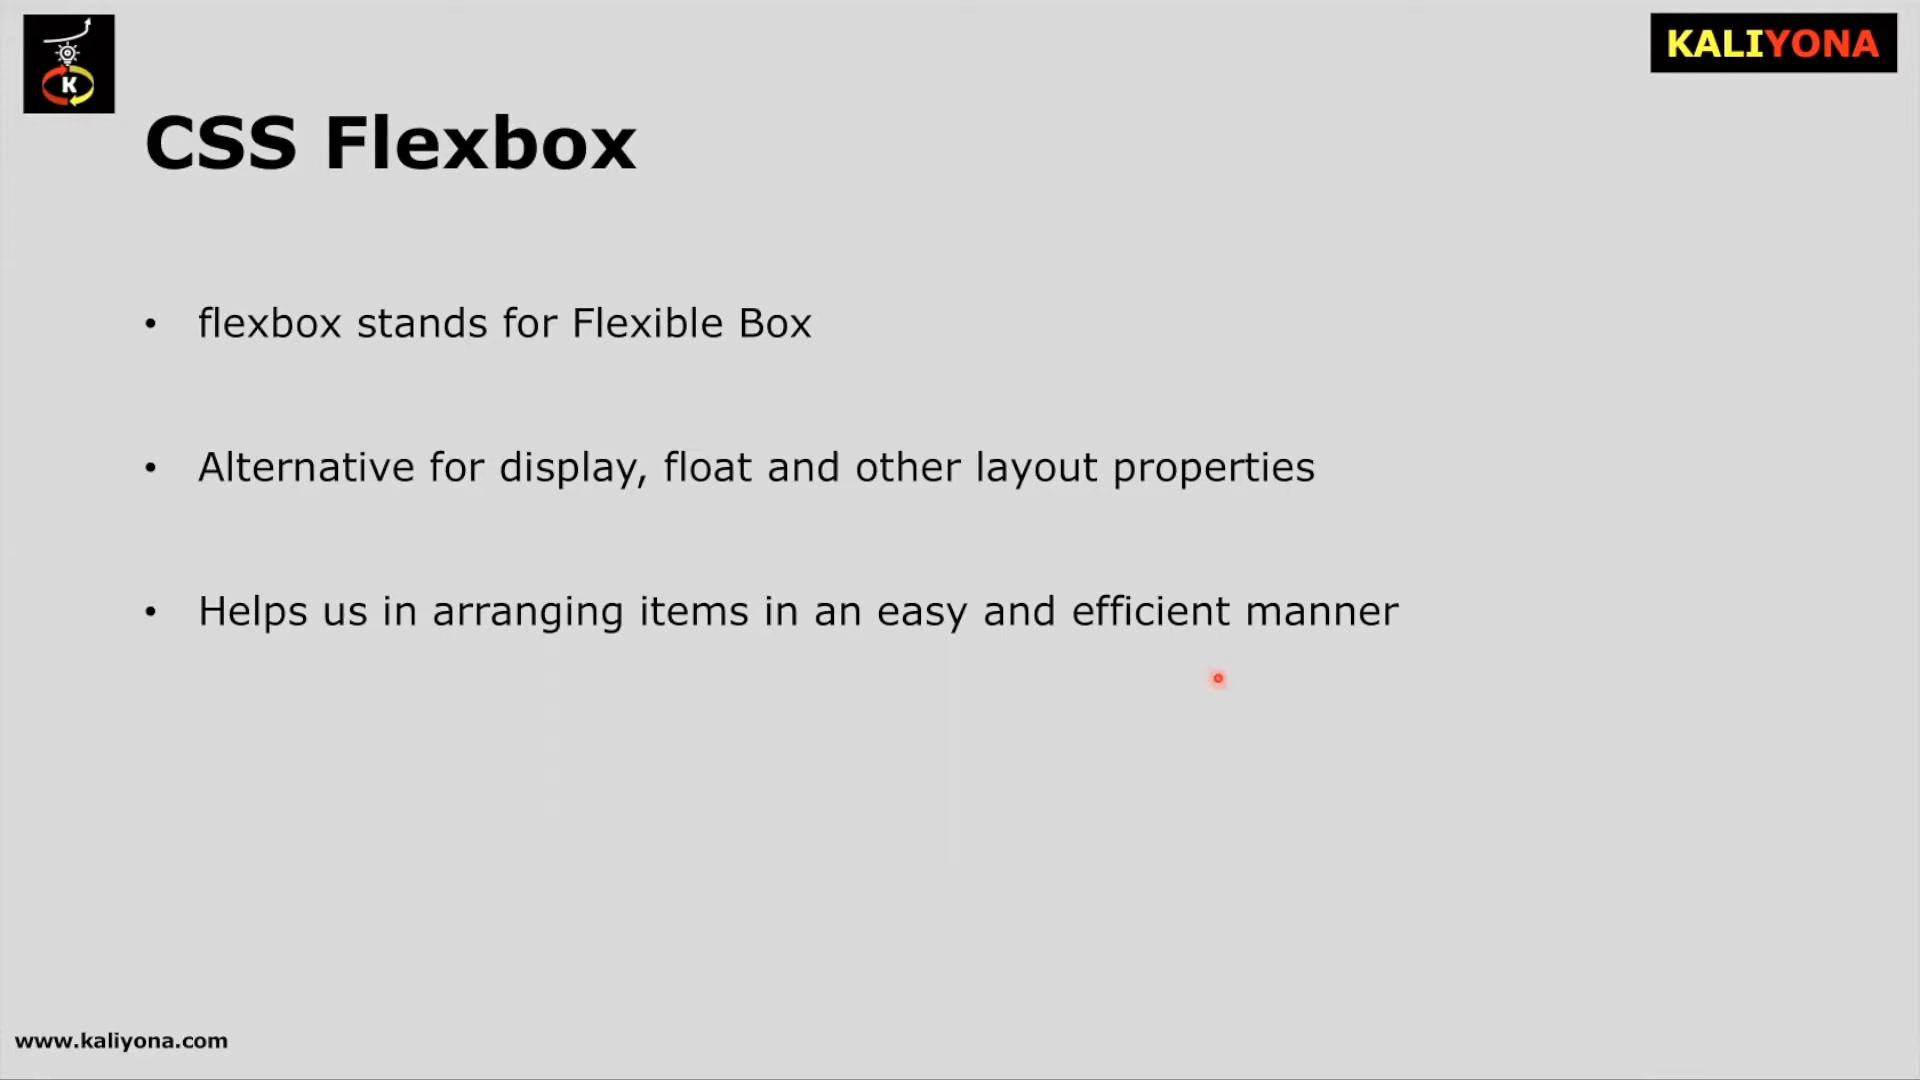 K
KALIYONA
CSS Flexbox
• flexbox stands for Flexible Box
• Alternative for display, float and other layout properties
• Helps us in arranging items in an easy and efficient manner
www.kaliyona.com